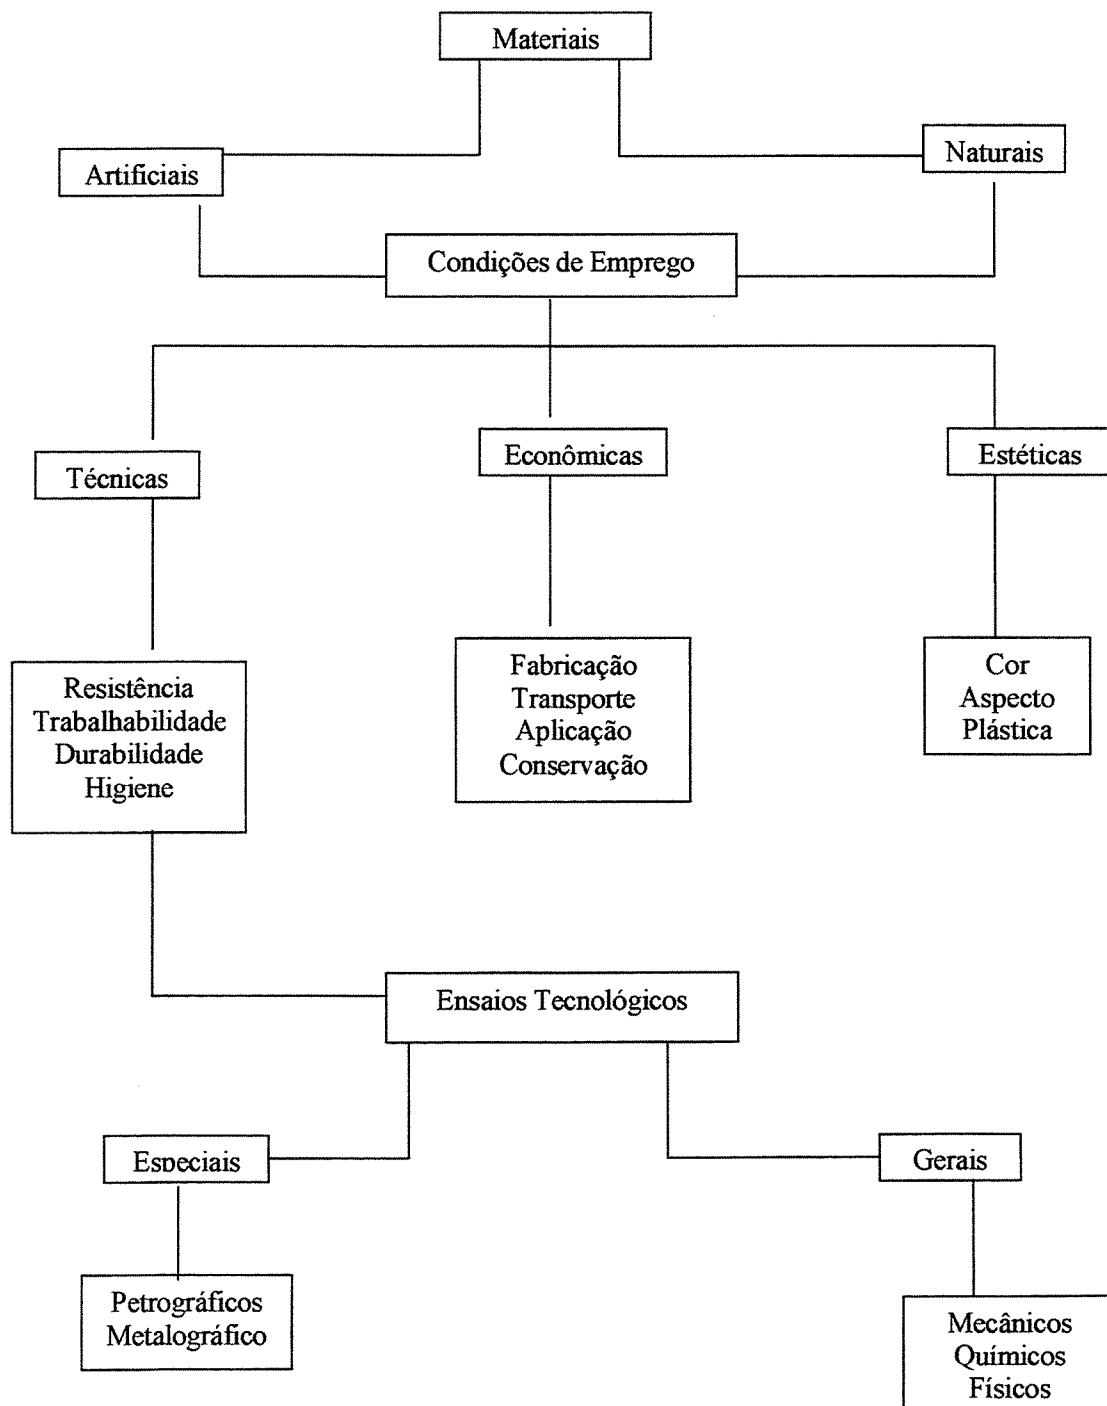 Materiais
Artificiais
Naturais
Condições de Emprego
Técnicas
Econômicas
Estéticas
Resistência
Trabalhabilidade
Durabilidade
Higiene
Fabricação
Transporte
Aplicação
Conservação
Cor
Aspecto
Plástica
Ensaios Tecnológicos
Especiais
Gerais
Petrográficos
Metalográfico
Mecânicos
Químicos
Físicos